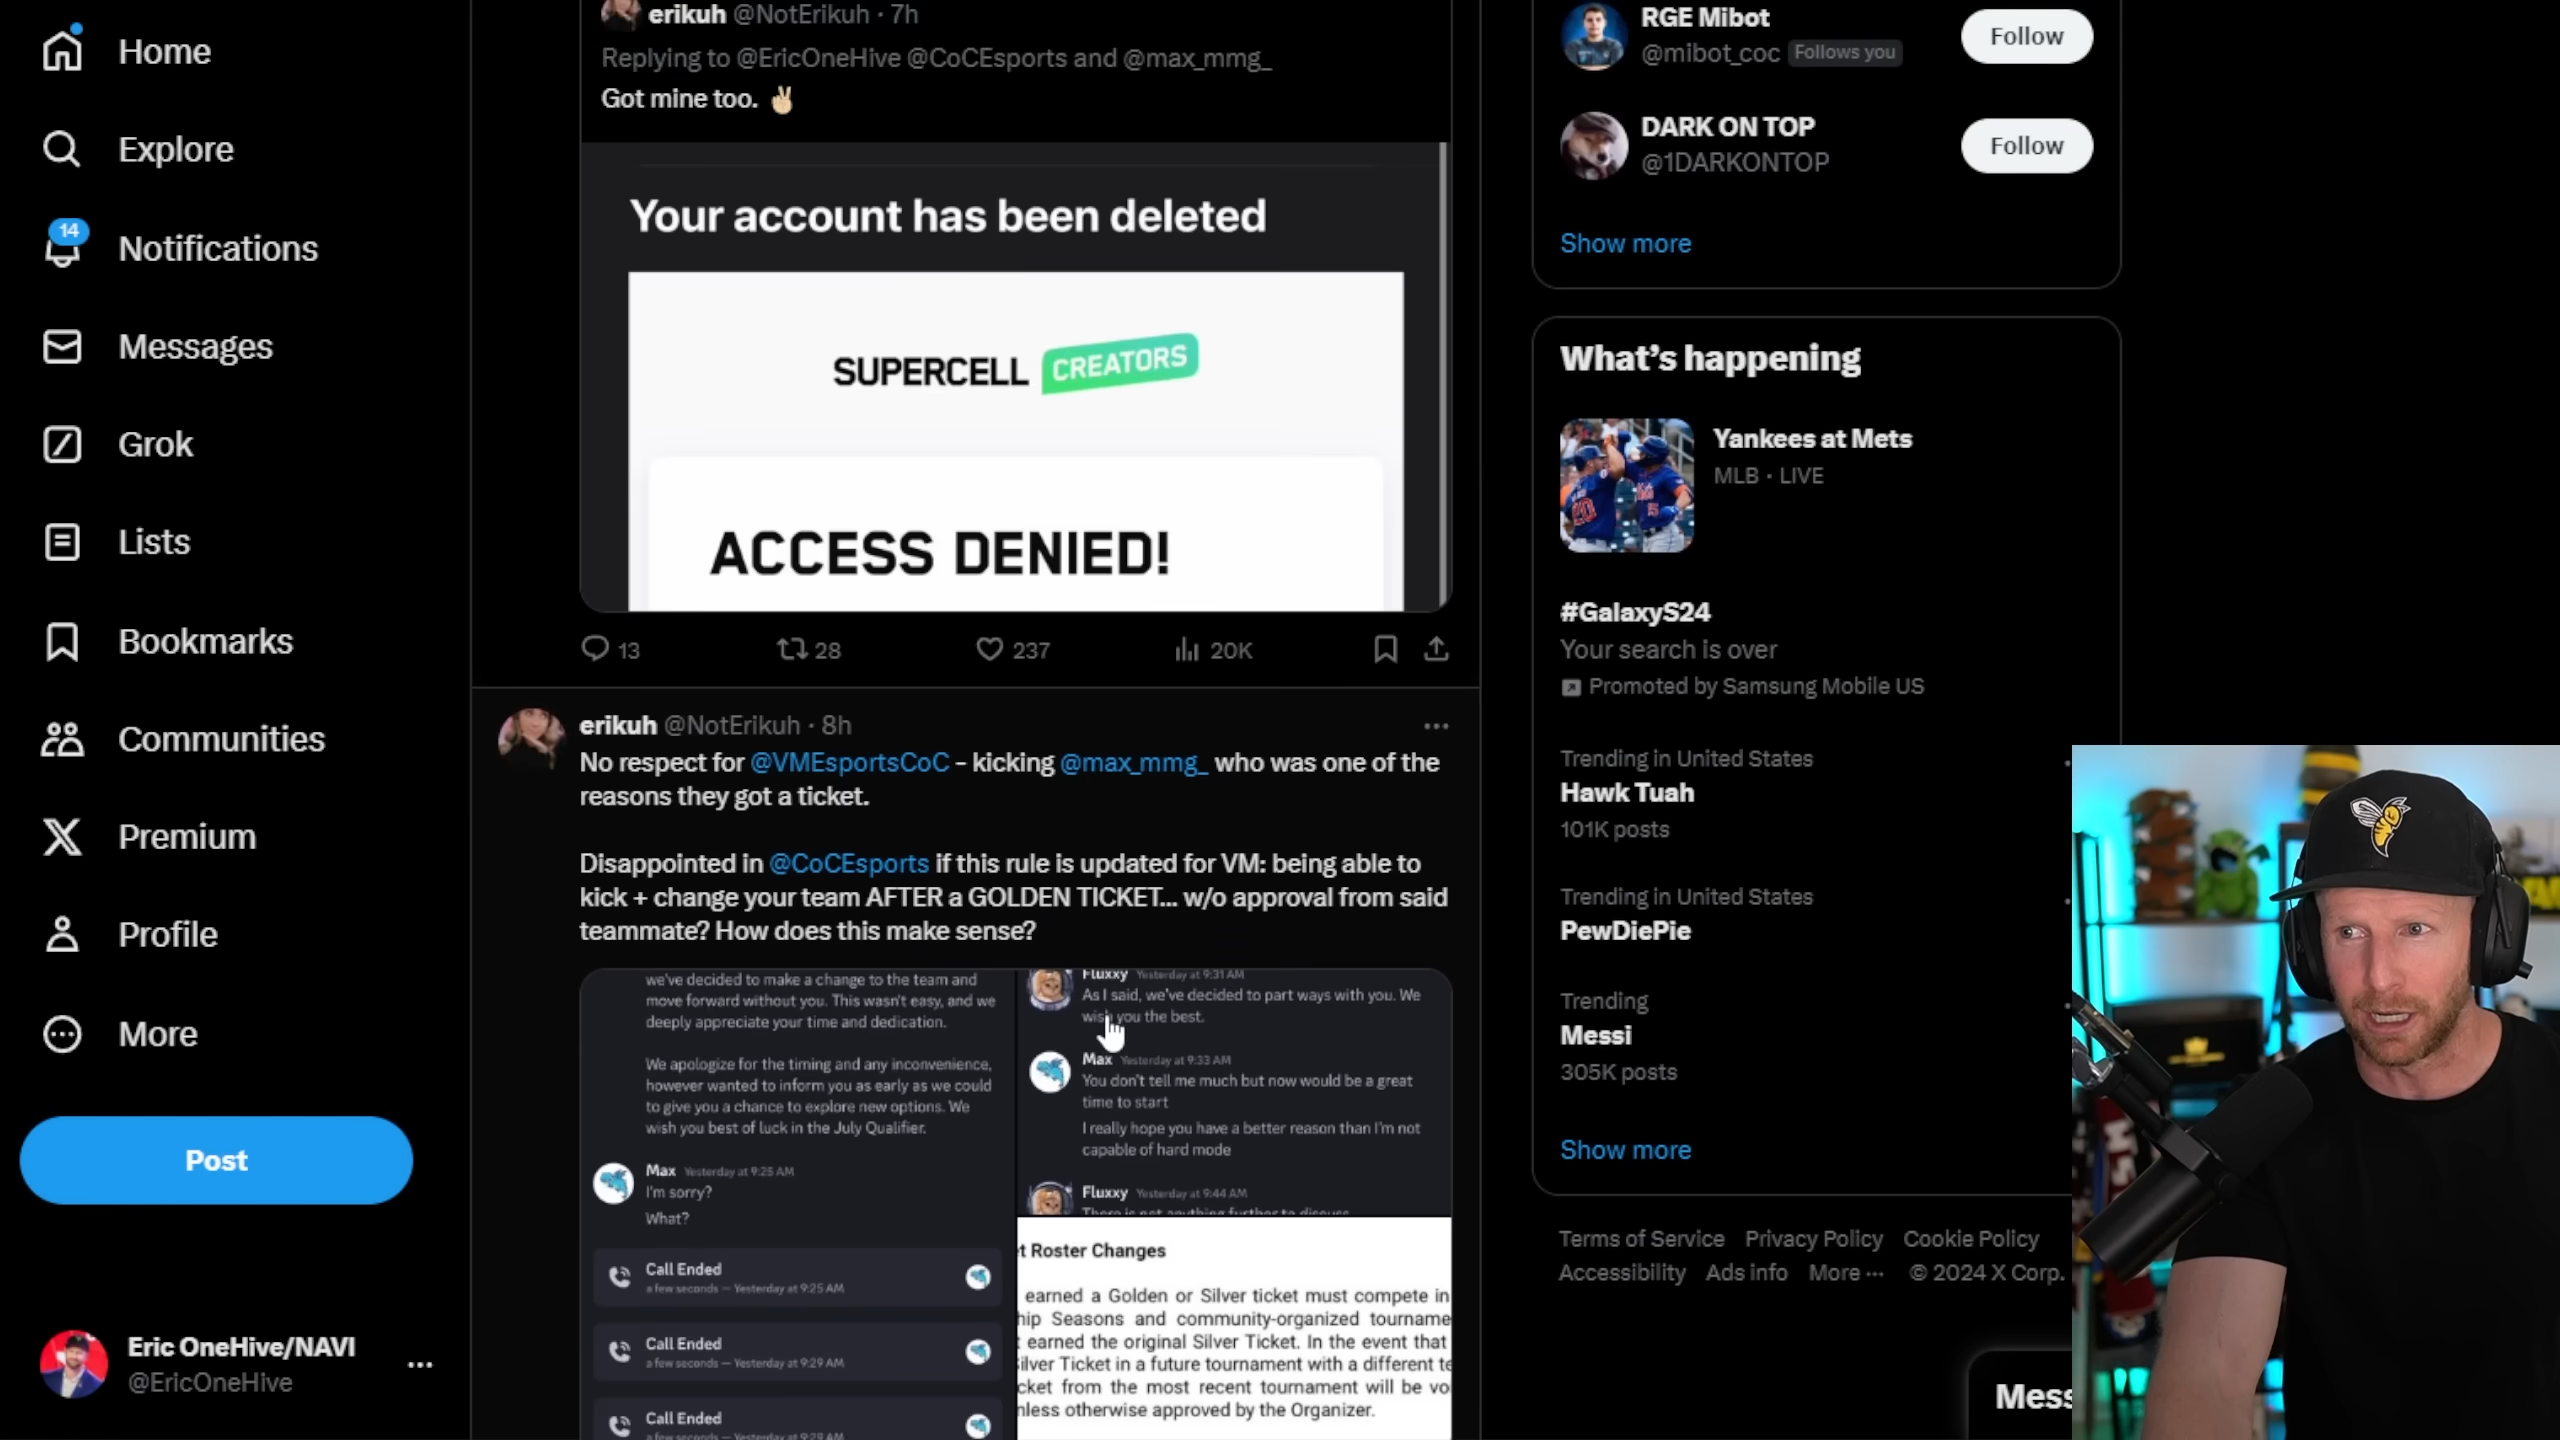 Home
Explore
14
Notifications
Messages
Grok
Lists
Bookmarks
Communities
Premium
Profile
More
Post
Eric OneHive/NAVI
@EricOneHive
erikuh @NotErikuh · 7h
Replying to @EricOneHive @CoCEsports and @max_mmg_
Got mine too. ✌🏻
Your account has been deleted
SUPERCELL CREATORS
ACCESS DENIED!
13 28 237 20K
erikuh @NotErikuh · 8h
No respect for @VMEsportsCoC - kicking @max_mmg_ who was one of the
reasons they got a ticket.
Disappointed in @CoCEsports if this rule is updated for VM: being able to
kick + change your team AFTER a GOLDEN TICKET... w/o approval from said
teammate? How does this make sense?
we've decided to make a change to the team and
move forward without you. This wasn't easy, and we
deeply appreciate your time and dedication.
We apologize for the timing and any inconvenience,
however wanted to inform you as early as we could
to give you a chance to explore new options. We
wish you best of luck in the July Qualifier.
Max Yesterday at 9:25 AM
I'm sorry?
What?
Call Ended
a few seconds — Yesterday at 9:25 AM
Call Ended
a few seconds — Yesterday at 9:29 AM
Call Ended
a few seconds — Yesterday at 9:29 AM
Fluxxy Yesterday at 9:31 AM
As I said, we've decided to part ways with you. We
wish you the best.
Max Yesterday at 9:33 AM
You don't tell me much but now would be a great
time to start
I really hope you have a better reason than I'm not
capable of hard mode
Fluxxy Yesterday at 9:44 AM
There is not anything further to discuss
t Roster Changes
earned a Golden or Silver ticket must compete in
hip Seasons and community-organized tourname
t earned the original Silver Ticket. In the event that
ilver Ticket in a future tournament with a different te
cket from the most recent tournament will be vo
nless otherwise approved by the Organizer.
RGE Mibot
@mibot_coc Follows you
Follow
DARK ON TOP
@1DARKONTOP
Follow
Show more
What's happening
Yankees at Mets
MLB · LIVE
#GalaxyS24
Your search is over
Promoted by Samsung Mobile US
Trending in United States
Hawk Tuah
101K posts
Trending in United States
PewDiePie
Trending
Messi
305K posts
Show more
Terms of Service Privacy Policy Cookie Policy
Accessibility Ads info More ··· © 2024 X Corp.
Mess